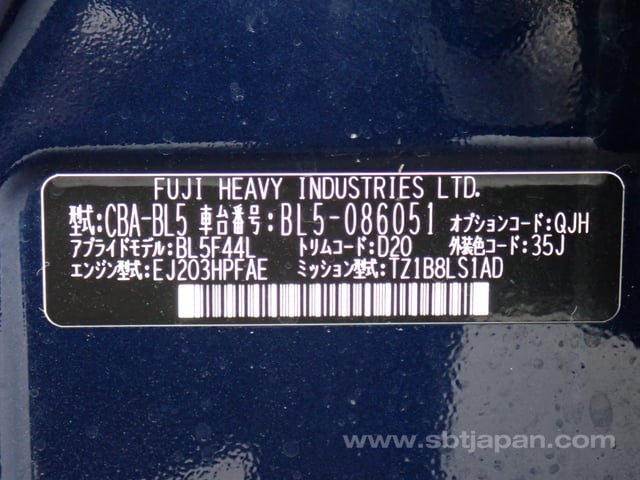 FUJI HEAVY INDUSTRIES LTD.
型式:CBA-BL5 車台番号:BL5-086051 オプションコード:QJH
アプライドモデル:BL5F44L トリムコード:D20 外装色コード:35J
エンジン型式:EJ203HPFAE ミッション型式:TZ1B8LS1AD
www.sbtjapan.com